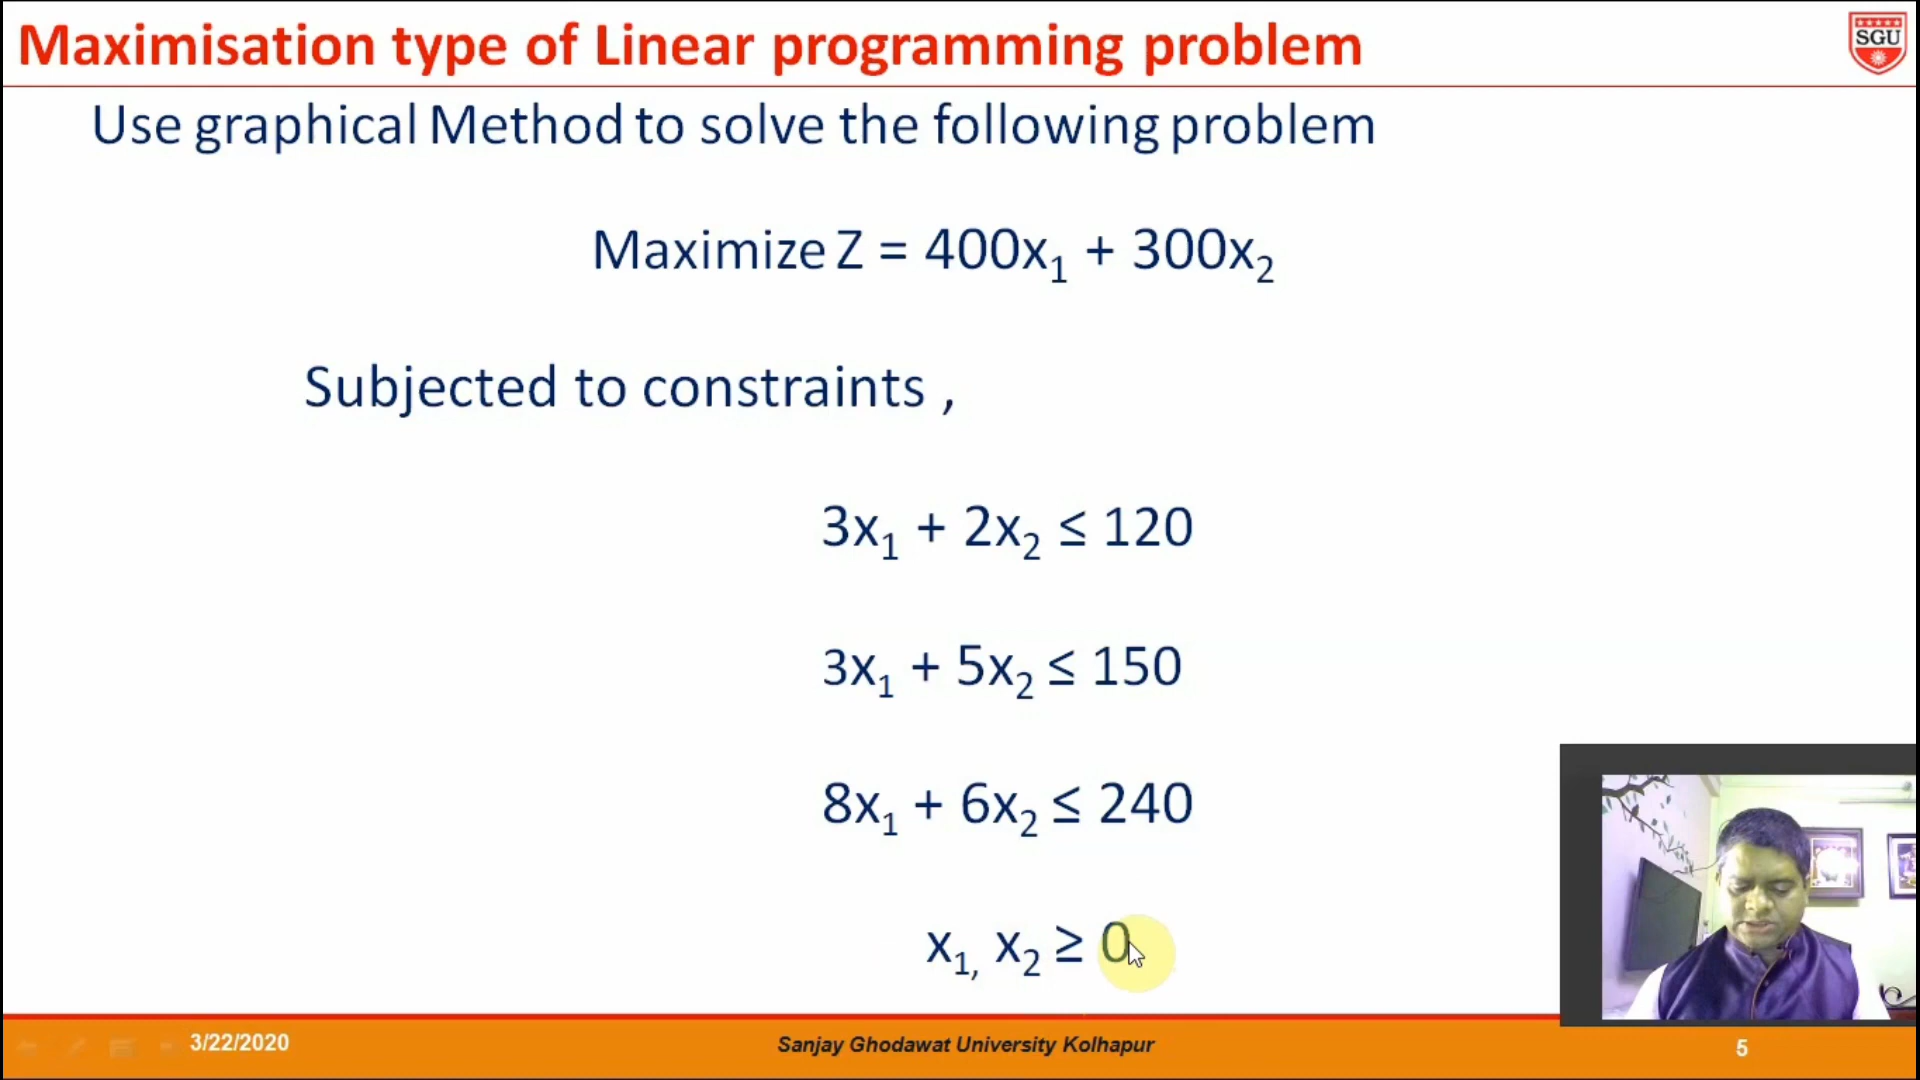 Maximisation type of Linear programming problem
SGU
Use graphical Method to solve the following problem
Maximize Z = 400x₁ + 300x₂
Subjected to constraints ,
3x₁ + 2x₂ ≤ 120
3x₁ + 5x₂ ≤ 150
8x₁ + 6x₂ ≤ 240
x₁, x₂ ≥ 0
3/22/2020
Sanjay Ghodawat University Kolhapur
5